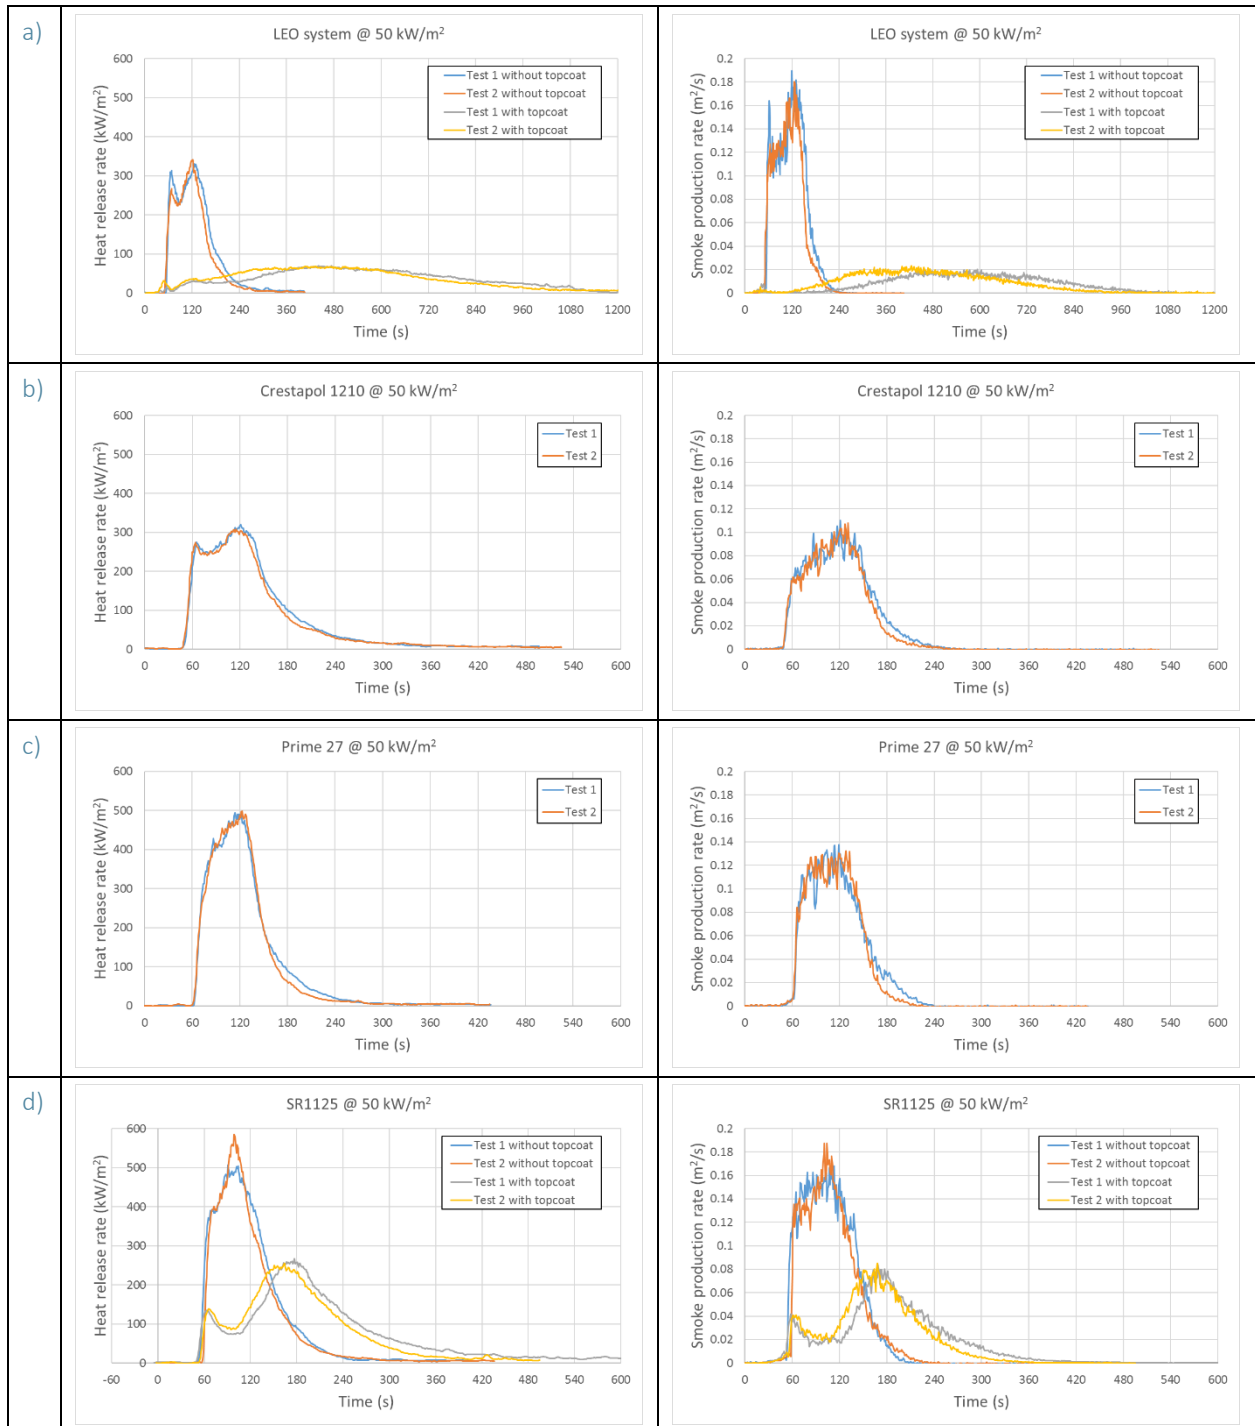 a)
LEO system @ 50 kW/m²
Heat release rate (kW/m²)
600
500
400
300
200
100
0
Test 1 without topcoat
Test 2 without topcoat
Test 1 with topcoat
Test 2 with topcoat
0 120 240 360 480 600 720 840 960 1080 1200
Time (s)
LEO system @ 50 kW/m²
Smoke production rate (m²/s)
0.2
0.18
0.16
0.14
0.12
0.1
0.08
0.06
0.04
0.02
0
Test 1 without topcoat
Test 2 without topcoat
Test 1 with topcoat
Test 2 with topcoat
0 120 240 360 480 600 720 840 960 1080 1200
Time (s)
b)
Crestapol 1210 @ 50 kW/m²
Heat release rate (kW/m²)
600
500
400
300
200
100
0
Test 1
Test 2
0 60 120 180 240 300 360 420 480 540 600
Time (s)
Crestapol 1210 @ 50 kW/m²
Smoke production rate (m²/s)
0.2
0.18
0.16
0.14
0.12
0.1
0.08
0.06
0.04
0.02
0
Test 1
Test 2
0 60 120 180 240 300 360 420 480 540 600
Time (s)
c)
Prime 27 @ 50 kW/m²
Heat release rate (kW/m²)
600
500
400
300
200
100
0
Test 1
Test 2
0 60 120 180 240 300 360 420 480 540 600
Time (s)
Prime 27 @ 50 kW/m²
Smoke production rate (m²/s)
0.2
0.18
0.16
0.14
0.12
0.1
0.08
0.06
0.04
0.02
0
Test 1
Test 2
0 60 120 180 240 300 360 420 480 540 600
Time (s)
d)
SR1125 @ 50 kW/m²
Heat release rate (kW/m²)
600
500
400
300
200
100
0
Test 1 without topcoat
Test 2 without topcoat
Test 1 with topcoat
Test 2 with topcoat
-60 0 60 120 180 240 300 360 420 480 540 600
Time (s)
SR1125 @ 50 kW/m²
Smoke production rate (m²/s)
0.2
0.18
0.16
0.14
0.12
0.1
0.08
0.06
0.04
0.02
0
Test 1 without topcoat
Test 2 without topcoat
Test 1 with topcoat
Test 2 with topcoat
0 60 120 180 240 300 360 420 480 540 600
Time (s)